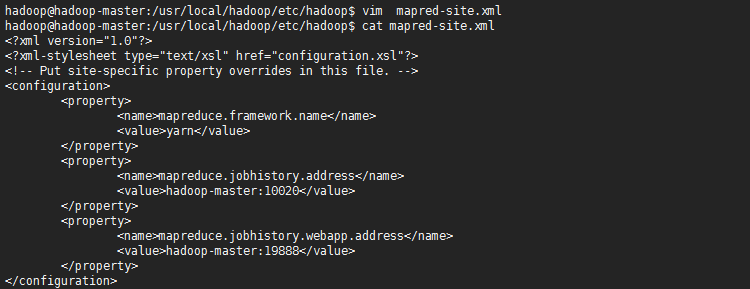 hadoop@hadoop-master:/usr/local/hadoop/etc/hadoop$ vim  mapred-site.xml
hadoop@hadoop-master:/usr/local/hadoop/etc/hadoop$ cat mapred-site.xml
<?xml version="1.0"?>
<?xml-stylesheet type="text/xsl" href="configuration.xsl"?>
<!-- Put site-specific property overrides in this file. -->
<configuration>
        <property>
                <name>mapreduce.framework.name</name>
                <value>yarn</value>
        </property>
        <property>
                <name>mapreduce.jobhistory.address</name>
                <value>hadoop-master:10020</value>
        </property>
        <property>
                <name>mapreduce.jobhistory.webapp.address</name>
                <value>hadoop-master:19888</value>
        </property>
</configuration>